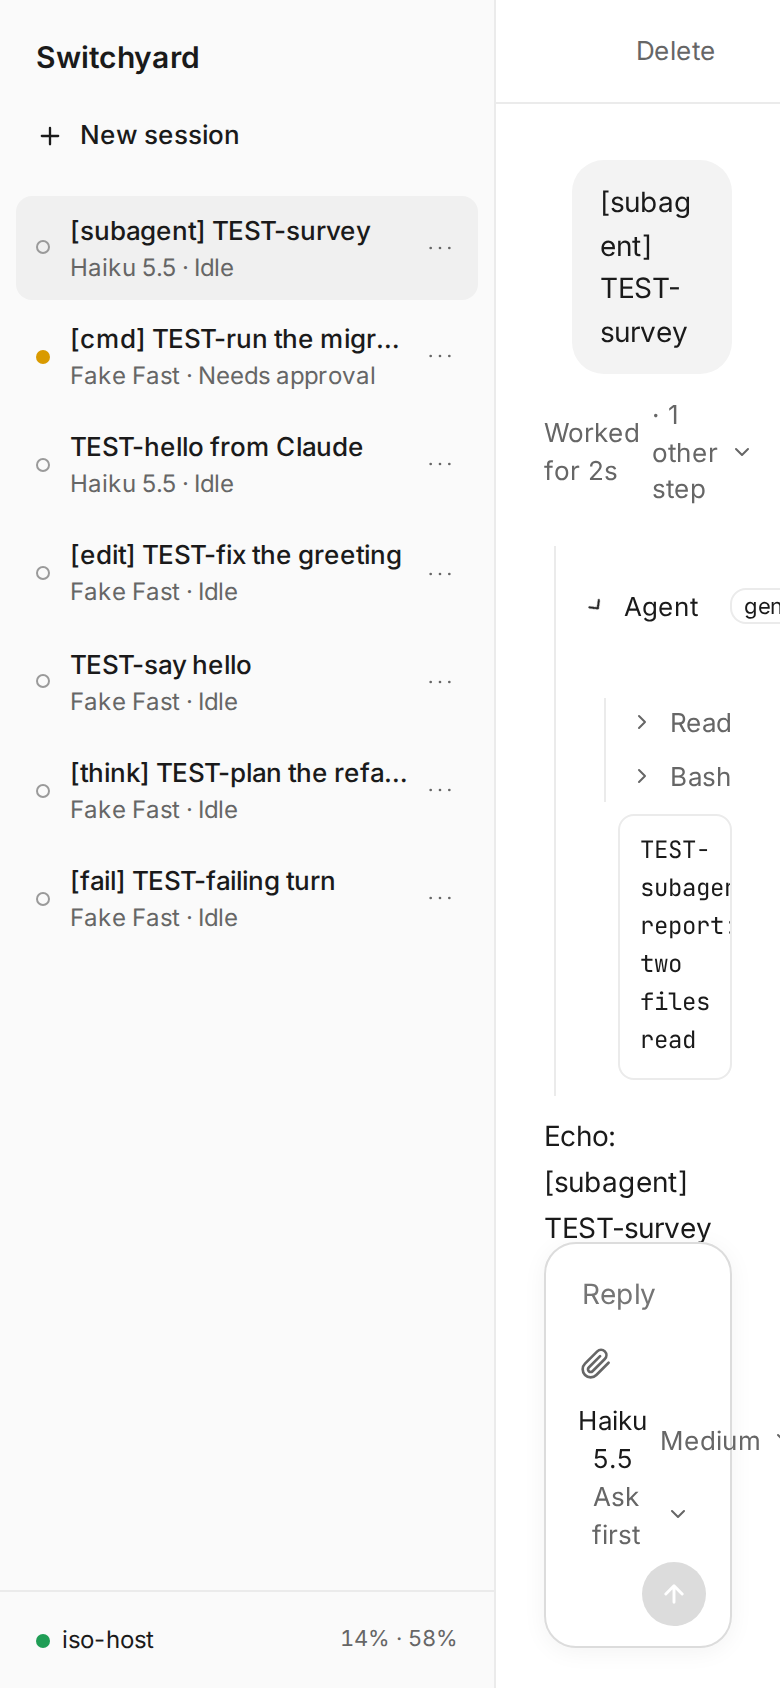 Switchyard
New session
[subagent] TEST-survey
Haiku 5.5 · Idle
[cmd] TEST-run the migr...
Fake Fast · Needs approval
TEST-hello from Claude
Haiku 5.5 · Idle
[edit] TEST-fix the greeting
Fake Fast · Idle
TEST-say hello
Fake Fast · Idle
[think] TEST-plan the refa...
Fake Fast · Idle
[fail] TEST-failing turn
Fake Fast · Idle
iso-host
14% · 58%
Delete
[subag
ent]
TEST-
survey
Worked
for 2s
· 1
other
step
Agent
Read
Bash
TEST-
report:
two
files
read
Echo:
[subagent]
TEST-survey
Reply
Haiku
5.5
Medium
Ask
first